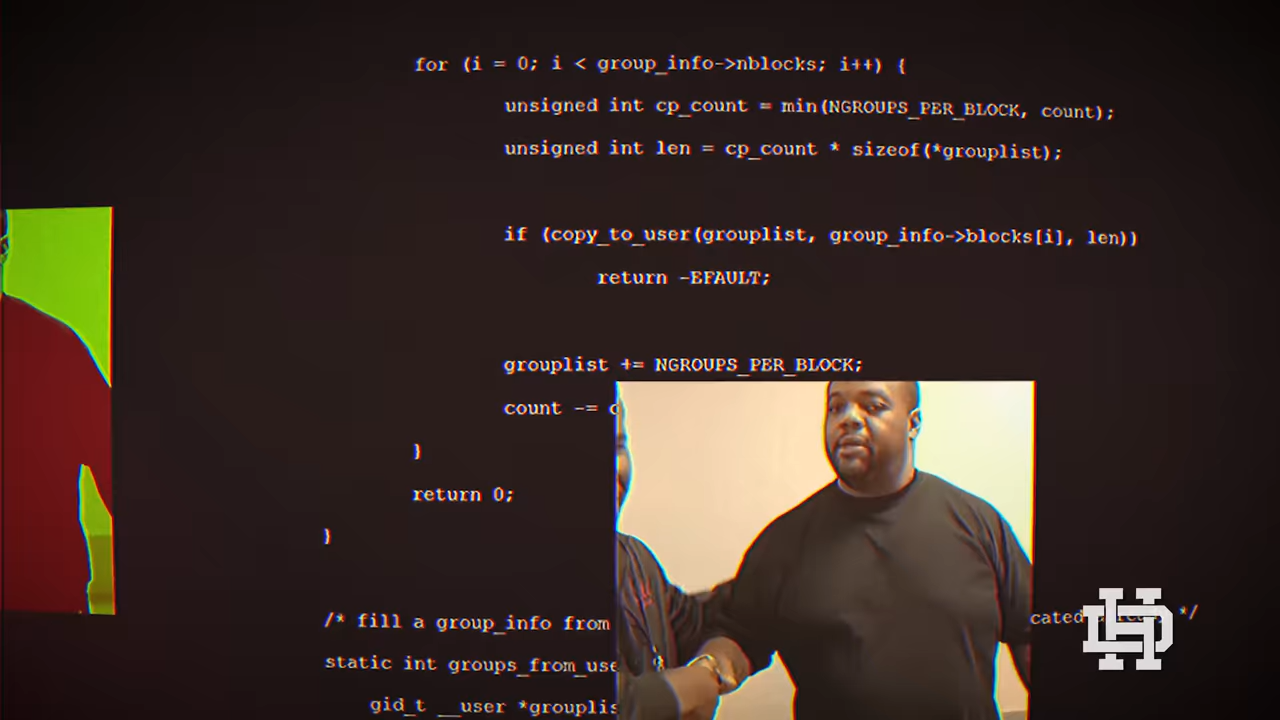 for (i = 0; i < group_info->nblocks; i++) {
unsigned int cp_count = min(NGROUPS_PER_BLOCK, count);
unsigned int len = cp_count * sizeof(*grouplist);
if (copy_to_user(grouplist, group_info->blocks[i], len))
return -EFAULT;
grouplist += NGROUPS_PER_BLOCK;
count -= c
}
return 0;
}
/* fill a group_info from cated */
static int groups_from_use
gid_t __user *grouplis